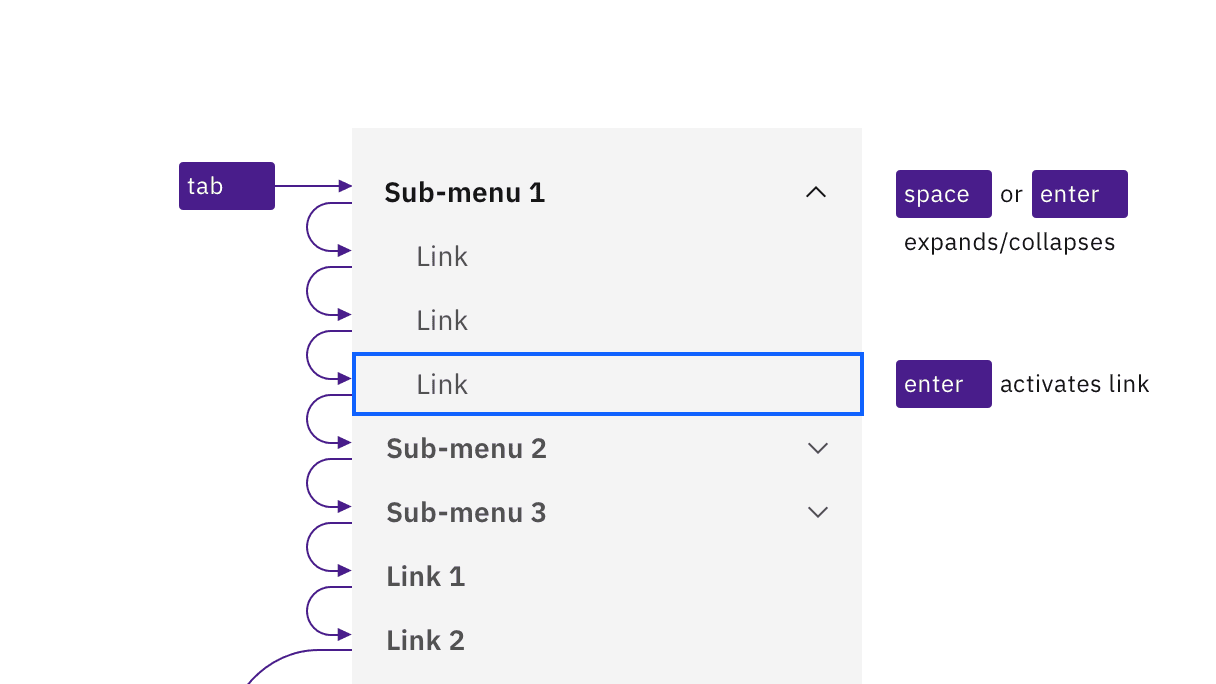 tab
Sub-menu 1
space or enter
expands/collapses
Link
Link
Link
enter activates link
Sub-menu 2
Sub-menu 3
Link 1
Link 2